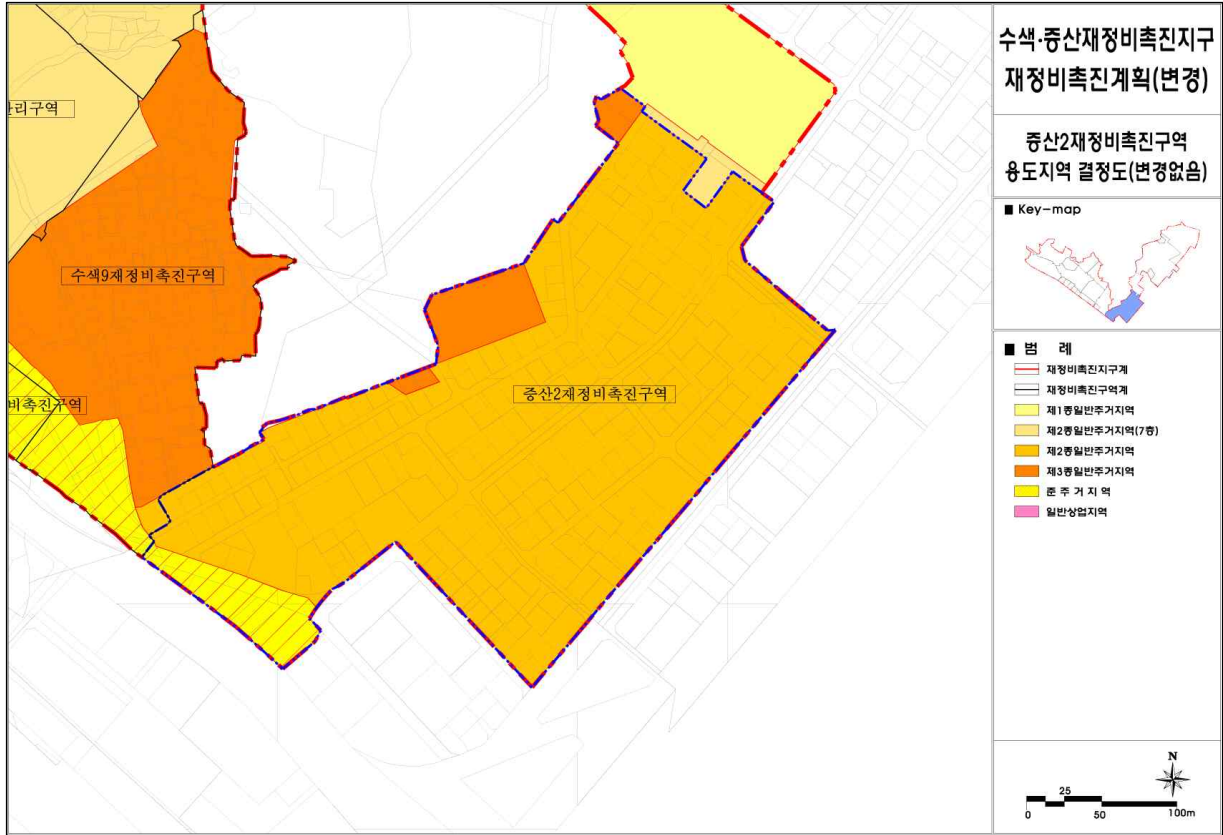 수색·증산재정비촉진지구
재정비촉진계획(변경)
증산2재정비촉진구역
용도지역 결정도(변경없음)
■ Key-map
■ 범 례
재정비촉진지구계
재정비촉진구역계
제1종일반주거지역
제2종일반주거지역(7층)
제2종일반주거지역
제3종일반주거지역
준 주 거 지 역
일반상업지역
N
25
0 50 100m
관리구역
수색9재정비촉진구역
비촉진구역
증산2재정비촉진구역